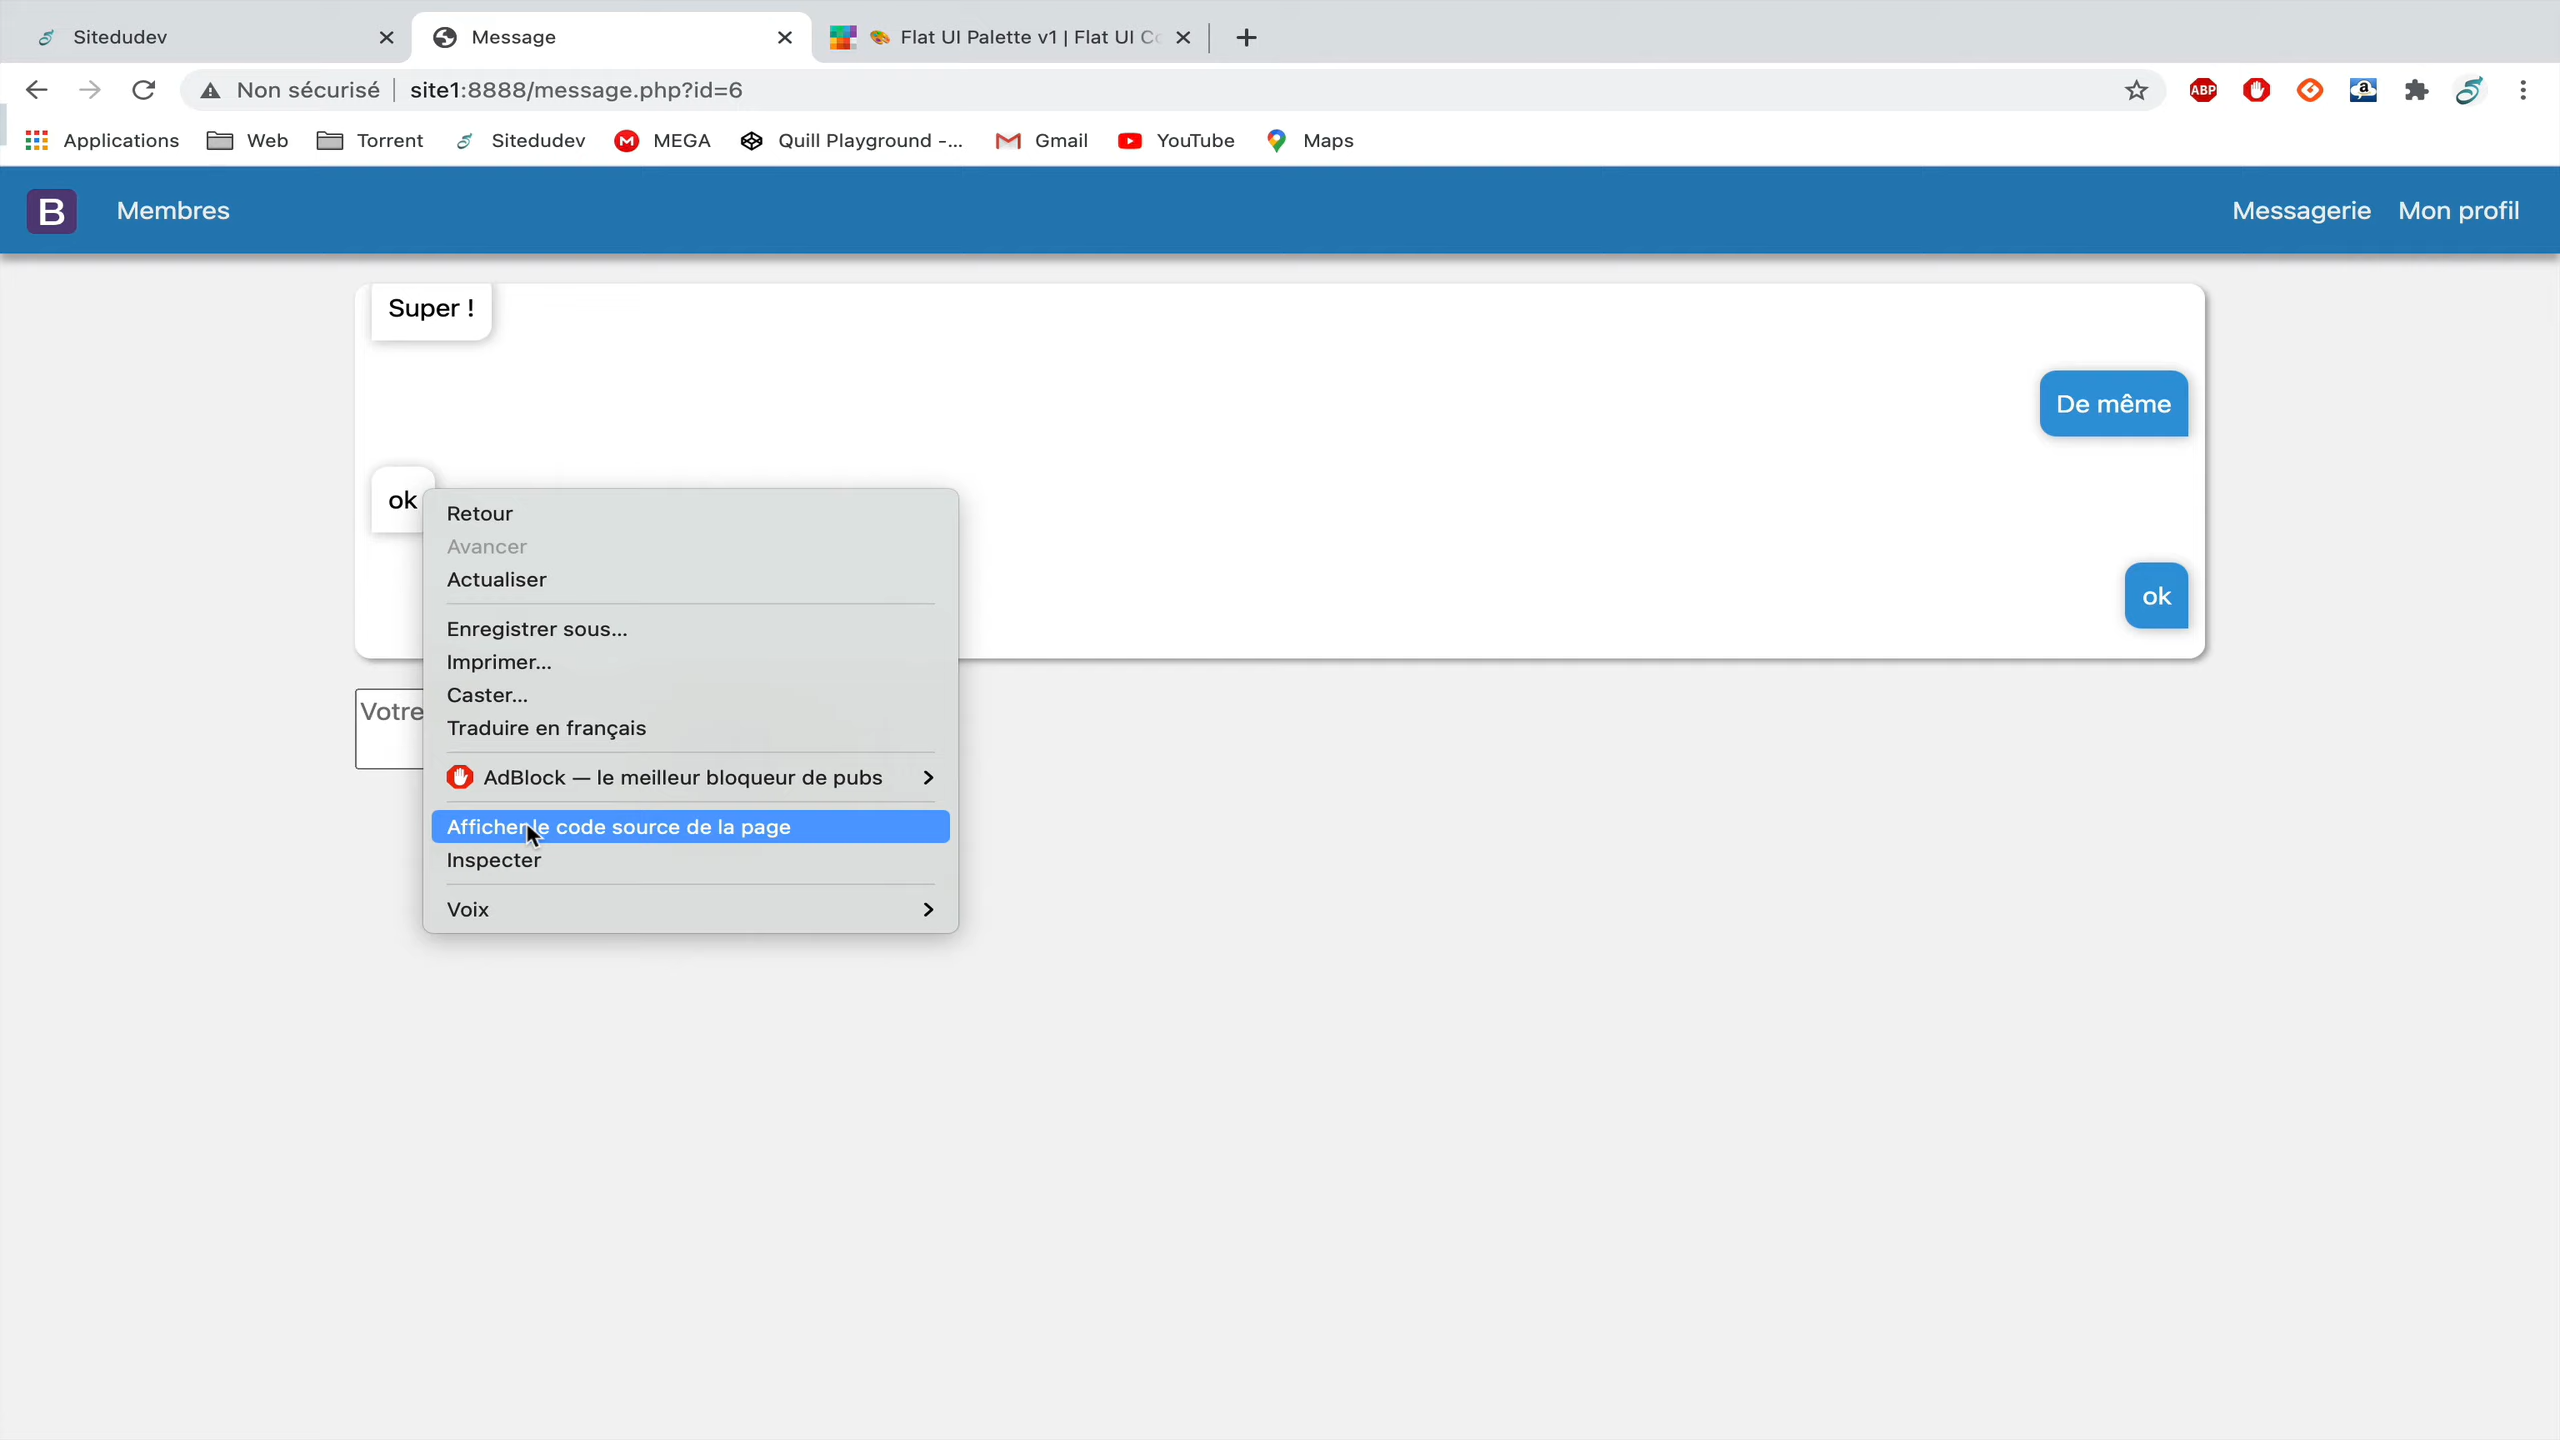 Sitedudev
Message
Flat UI Palette v1 | Flat UI Co
Non sécurisé
site1:8888/message.php?id=6
ABP
a
Applications
Web
Torrent
Sitedudev
M
MEGA
Quill Playground -...
Gmail
YouTube
Maps
B
Membres
Messagerie
Mon profil
Super !
De même
ok
ok
Votre
Retour
Avancer
Actualiser
Enregistrer sous...
Imprimer...
Caster...
Traduire en français
AdBlock — le meilleur bloqueur de pubs
Afficher le code source de la page
Inspecter
Voix